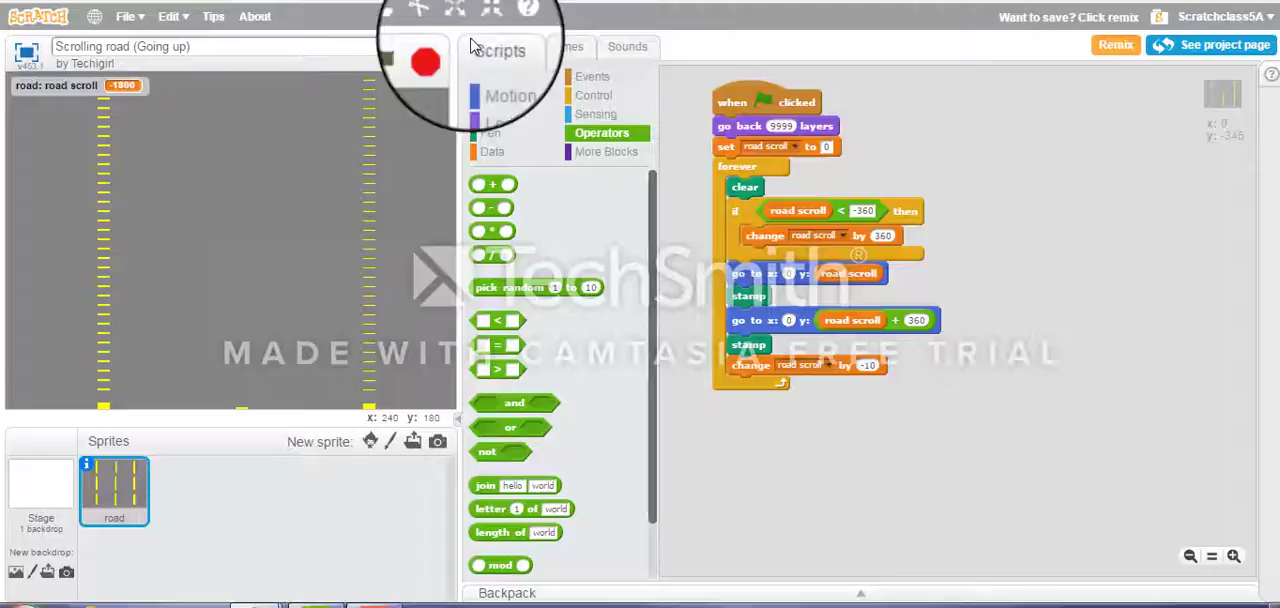 SCRATCH File▾ Edit▾ Tips About
Want to save? Click remix Scratchclass5A ▾
Scrolling road (Going up)
by Techigirl
v453.1
Remix See project page
Scripts Sounds
road: road scroll -1800
Motion
Pen
Data
Events
Control
Sensing
Operators
More Blocks
+
-
*
/
pick random 1 to 10
<
=
>
and
or
not
join hello world
letter 1 of world
length of world
mod
when clicked
go back 9999 layers
set road scroll to 0
forever
clear
if road scroll < -360 then
change road scroll by 360
go to x: 0 y: road scroll
stamp
go to x: 0 y: road scroll + 360
stamp
change road scroll by -10
x: 0
y: -345
TechSmith®
MADE WITH CAMTASIA FREE TRIAL
x: 240 y: 180
Sprites New sprite:
Stage
1 backdrop
road
New backdrop:
Backpack